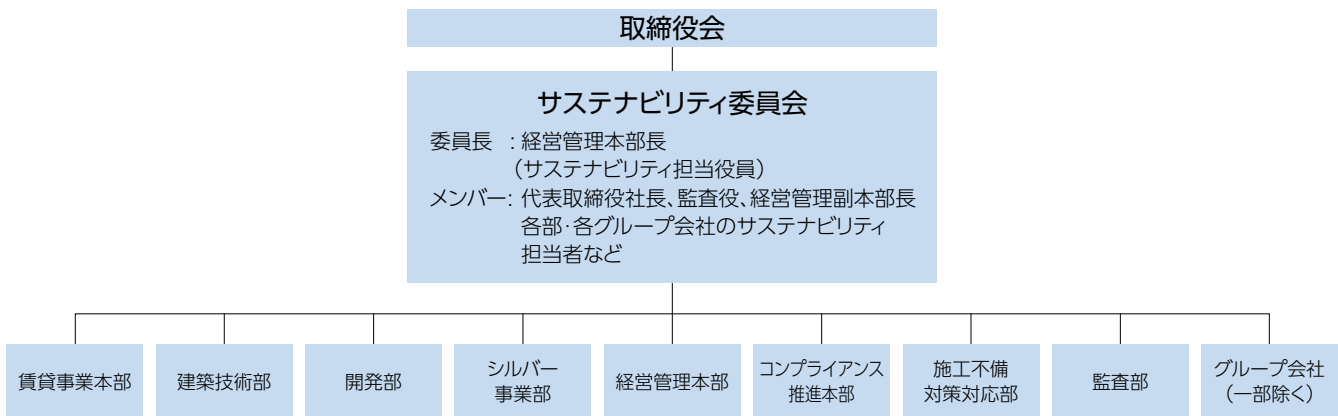 取締役会
サステナビリティ委員会
委員長 : 経営管理本部長
(サステナビリティ担当役員)
メンバー: 代表取締役社長、監査役、経営管理副本部長
各部・各グループ会社のサステナビリティ
担当者など
賃貸事業本部
建築技術部
開発部
シルバー
事業部
経営管理本部
コンプライアンス
推進本部
施工不備
対策対応部
監査部
グループ会社
(一部除く)